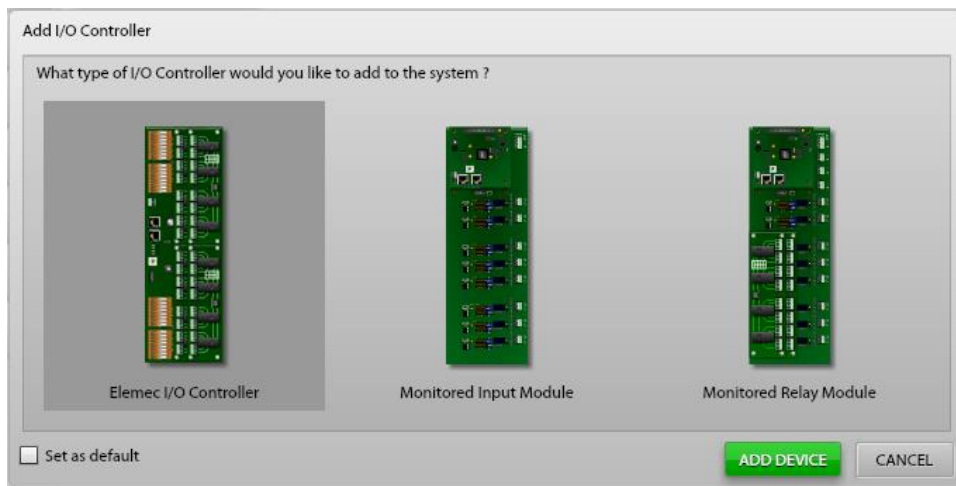 Add I/O Controller
What type of I/O Controller would you like to add to the system ?
Elemec I/O Controller
Monitored Input Module
Monitored Relay Module
Set as default
ADD DEVICE
CANCEL